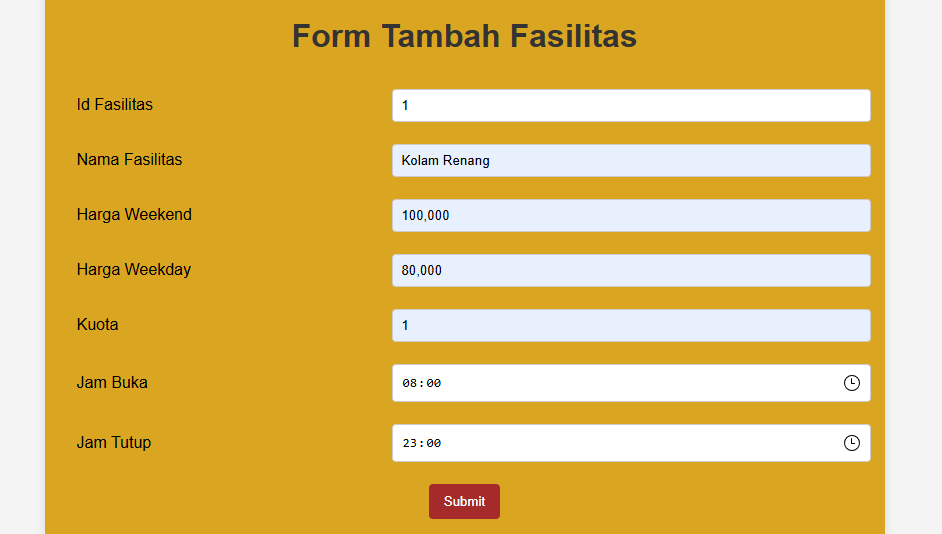 Form Tambah Fasilitas
Id Fasilitas 1
Nama Fasilitas Kolam Renang
Harga Weekend 100,000
Harga Weekday 80,000
Kuota 1
Jam Buka 08:00
Jam Tutup 23:00
Submit